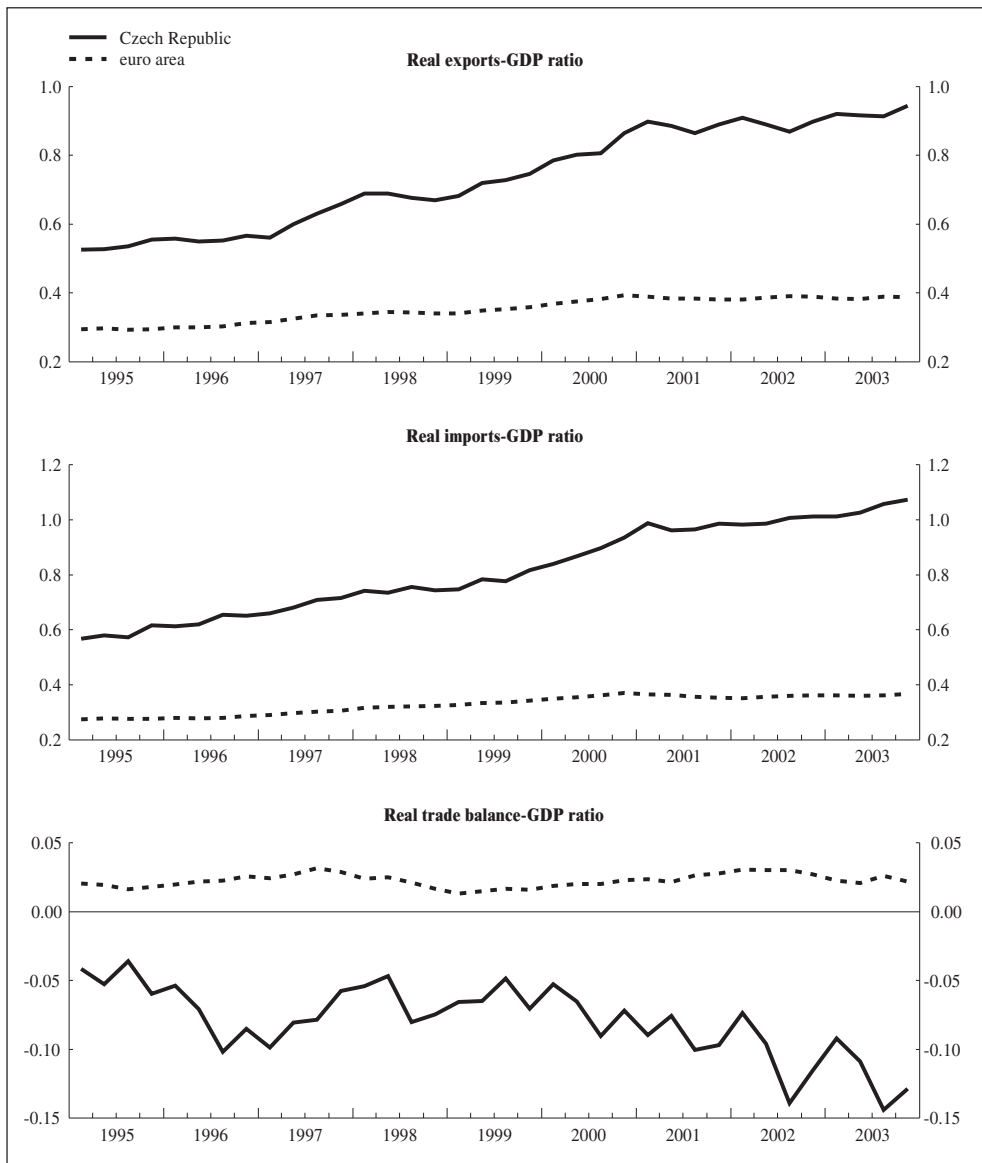 Czech Republic
euro area
Real exports-GDP ratio
1.0 1.0
0.8 0.8
0.6 0.6
0.4 0.4
0.2 0.2
1995 1996 1997 1998 1999 2000 2001 2002 2003
Real imports-GDP ratio
1.2 1.2
1.0 1.0
0.8 0.8
0.6 0.6
0.4 0.4
0.2 0.2
1995 1996 1997 1998 1999 2000 2001 2002 2003
Real trade balance-GDP ratio
0.05 0.05
0.00 0.00
-0.05 -0.05
-0.10 -0.10
-0.15 -0.15
1995 1996 1997 1998 1999 2000 2001 2002 2003